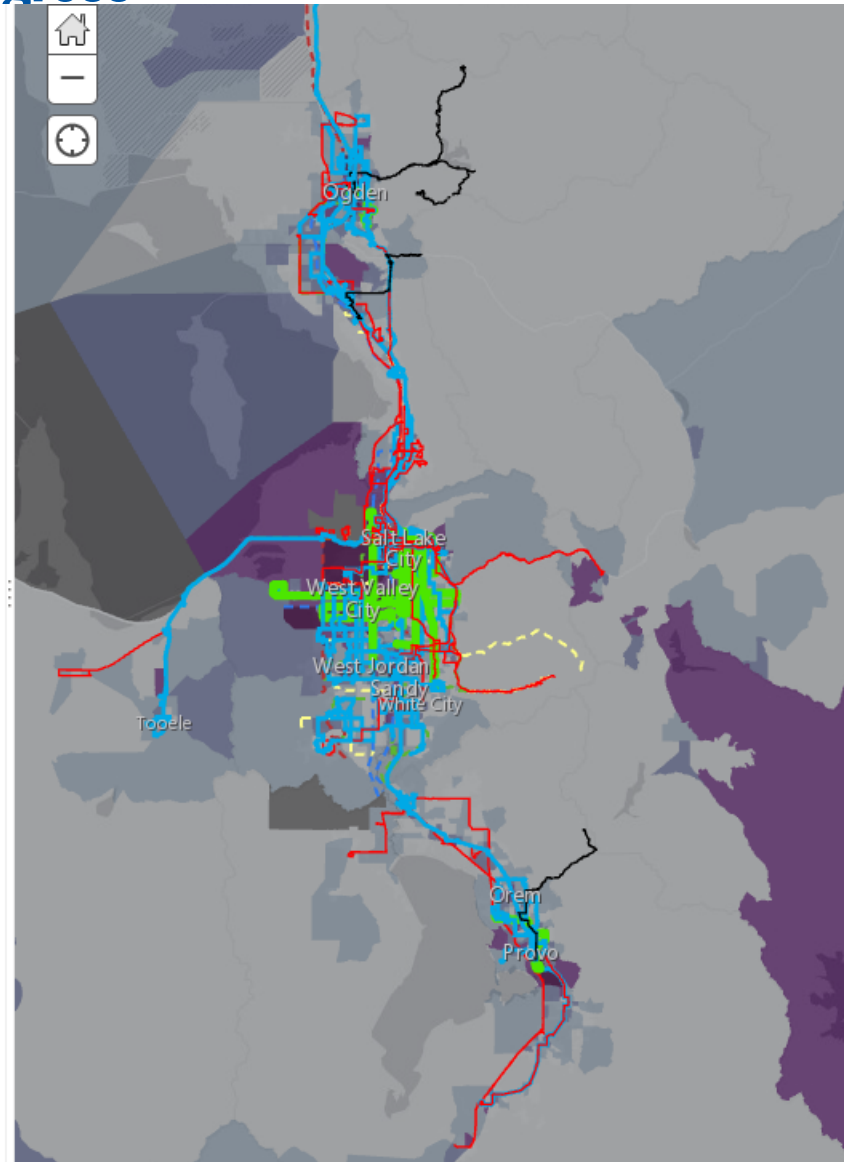 Ogden
Salt Lake
City
West Valley
City
West Jordan
Sandy
White City
Tooele
Orem
Provo